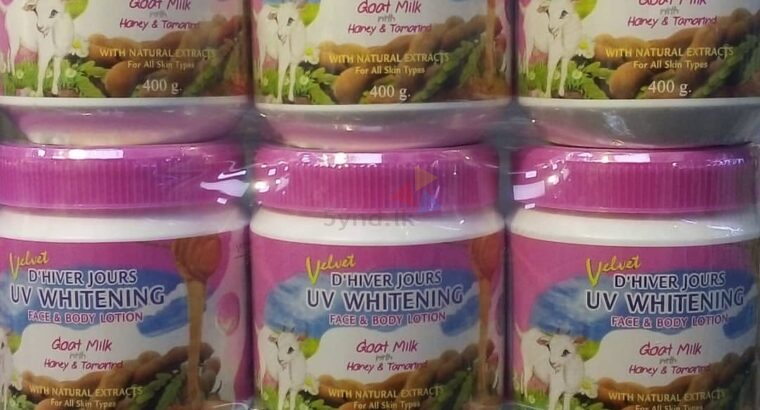 Goat Milk
with
Honey & Tamarind
WITH NATURAL EXTRACTS
For All Skin Types
400 g.
Goat Milk
with
Honey & Tamarind
WITH NATURAL EXTRACTS
For All Skin Types
400 g.
Goat Milk
with
Honey & Tamarind
WITH NATURAL EXTRACTS
For All Skin Types
400 g.
5ynd.lk
Velvet
D'HIVER JOURS
UV WHITENING
FACE & BODY LOTION
Goat Milk
with
Honey & Tamarind
WITH NATURAL EXTRACTS
For All Skin Types
Velvet
D'HIVER JOURS
UV WHITENING
FACE & BODY LOTION
Goat Milk
with
Honey & Tamarind
WITH NATURAL EXTRACTS
For All Skin Types
Velvet
D'HIVER JOURS
UV WHITENING
FACE & BODY LOTION
Goat Milk
with
Honey & Tamarind
WITH NATURAL EXTRACTS
For All Skin Types